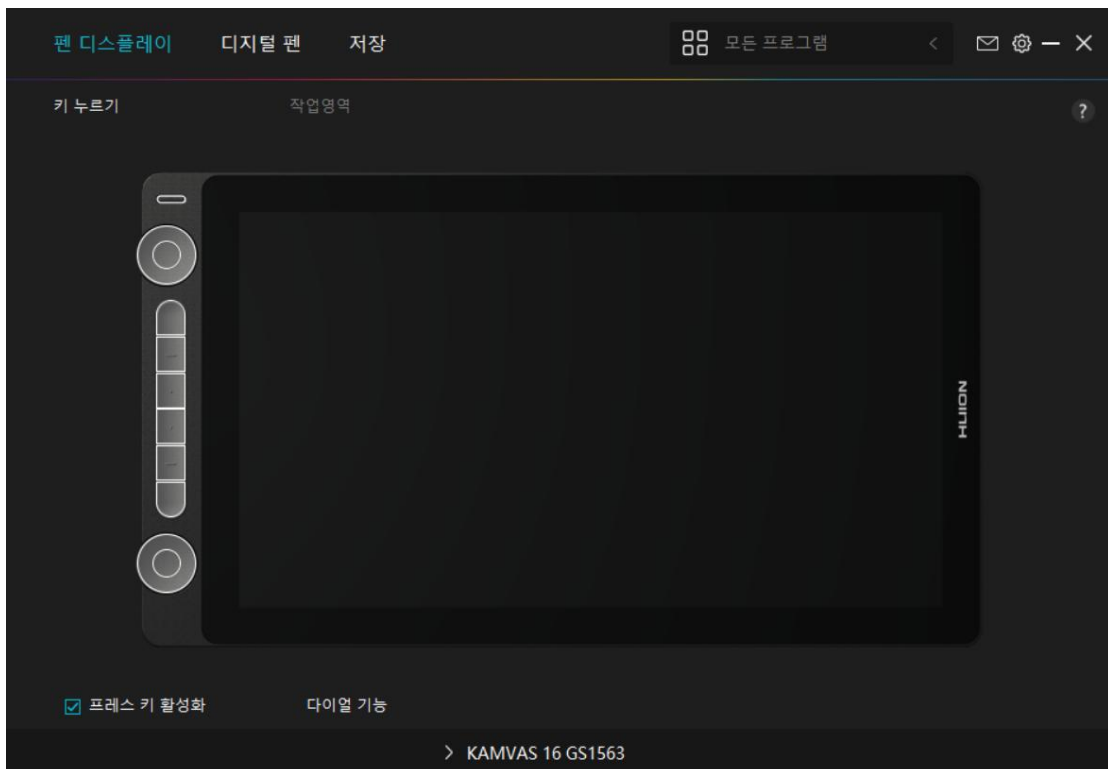 펜 디스플레이 디지털 펜 저장 모든 프로그램
키 누르기 작업영역 ?
HUION
프레스 키 활성화 다이얼 기능
KAMVAS 16 GS1563